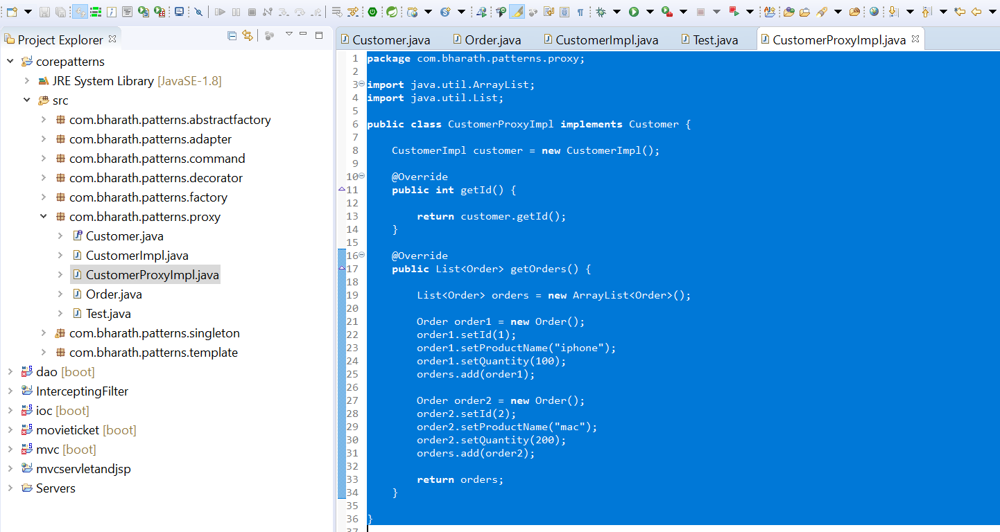 Project Explorer
corepatterns
JRE System Library [JavaSE-1.8]
src
com.bharath.patterns.abstractfactory
com.bharath.patterns.adapter
com.bharath.patterns.command
com.bharath.patterns.decorator
com.bharath.patterns.factory
com.bharath.patterns.proxy
Customer.java
CustomerImpl.java
CustomerProxyImpl.java
Order.java
Test.java
com.bharath.patterns.singleton
com.bharath.patterns.template
dao [boot]
InterceptingFilter
ioc [boot]
movieticket [boot]
mvc [boot]
mvcservletandjsp
Servers
Customer.java Order.java CustomerImpl.java Test.java CustomerProxyImpl.java
1 package com.bharath.patterns.proxy;
2
3 import java.util.ArrayList;
4 import java.util.List;
5
6 public class CustomerProxyImpl implements Customer {
7
8 CustomerImpl customer = new CustomerImpl();
9
10 @Override
11 public int getId() {
12
13 return customer.getId();
14 }
15
16 @Override
17 public List<Order> getOrders() {
18
19 List<Order> orders = new ArrayList<Order>();
20
21 Order order1 = new Order();
22 order1.setId(1);
23 order1.setProductName("iphone");
24 order1.setQuantity(100);
25 orders.add(order1);
26
27 Order order2 = new Order();
28 order2.setId(2);
29 order2.setProductName("mac");
30 order2.setQuantity(200);
31 orders.add(order2);
32
33 return orders;
34 }
35
36 }
37